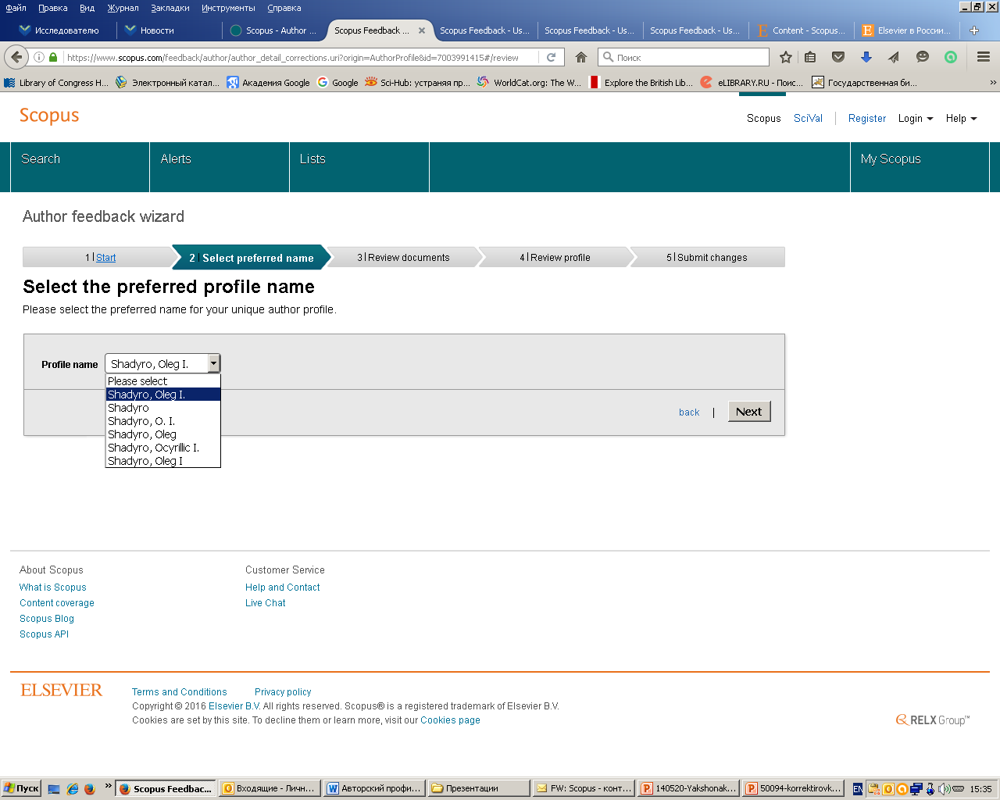 Файл Правка Вид Журнал Закладки Инструменты Справка
Исследователю Новости Scopus - Author ... Scopus Feedback ... Scopus Feedback - Us... Scopus Feedback - Us... Scopus Feedback - Us... Content - Scopus... Elsevier в России...
https://www.scopus.com/feedback/author/author_detail_corrections.uri?origin=AuthorProfile&id=7003991415#/review Поиск
Library of Congress H... Электронный катал... Академия Google Google Sci-Hub: устраняя пр... WorldCat.org: The W... Explore the British Lib... eLIBRARY.RU - Поис... Государственная би... »
Scopus
Scopus SciVal Register Login Help
Search Alerts Lists My Scopus
Author feedback wizard
1 | Start 2 | Select preferred name 3 | Review documents 4 | Review profile 5 | Submit changes
Select the preferred profile name
Please select the preferred name for your unique author profile.
Profile name Shadyro, Oleg I.
Please select
Shadyro, Oleg I.
Shadyro
Shadyro, O. I.
Shadyro, Oleg
Shadyro, Ocyrillic I.
Shadyro, Oleg I
back | Next
About Scopus
What is Scopus
Content coverage
Scopus Blog
Scopus API
Customer Service
Help and Contact
Live Chat
ELSEVIER
Terms and Conditions Privacy policy
Copyright © 2016 Elsevier B.V. All rights reserved. Scopus® is a registered trademark of Elsevier B.V.
Cookies are set by this site. To decline them or learn more, visit our Cookies page
RELX Group™
Пуск » Scopus Feedbac... Входящие - Личн... Авторский профи... Презентации FW: Scopus - конт... 140520-Yakshonak... 50094-korrektirovk... EN 15:35